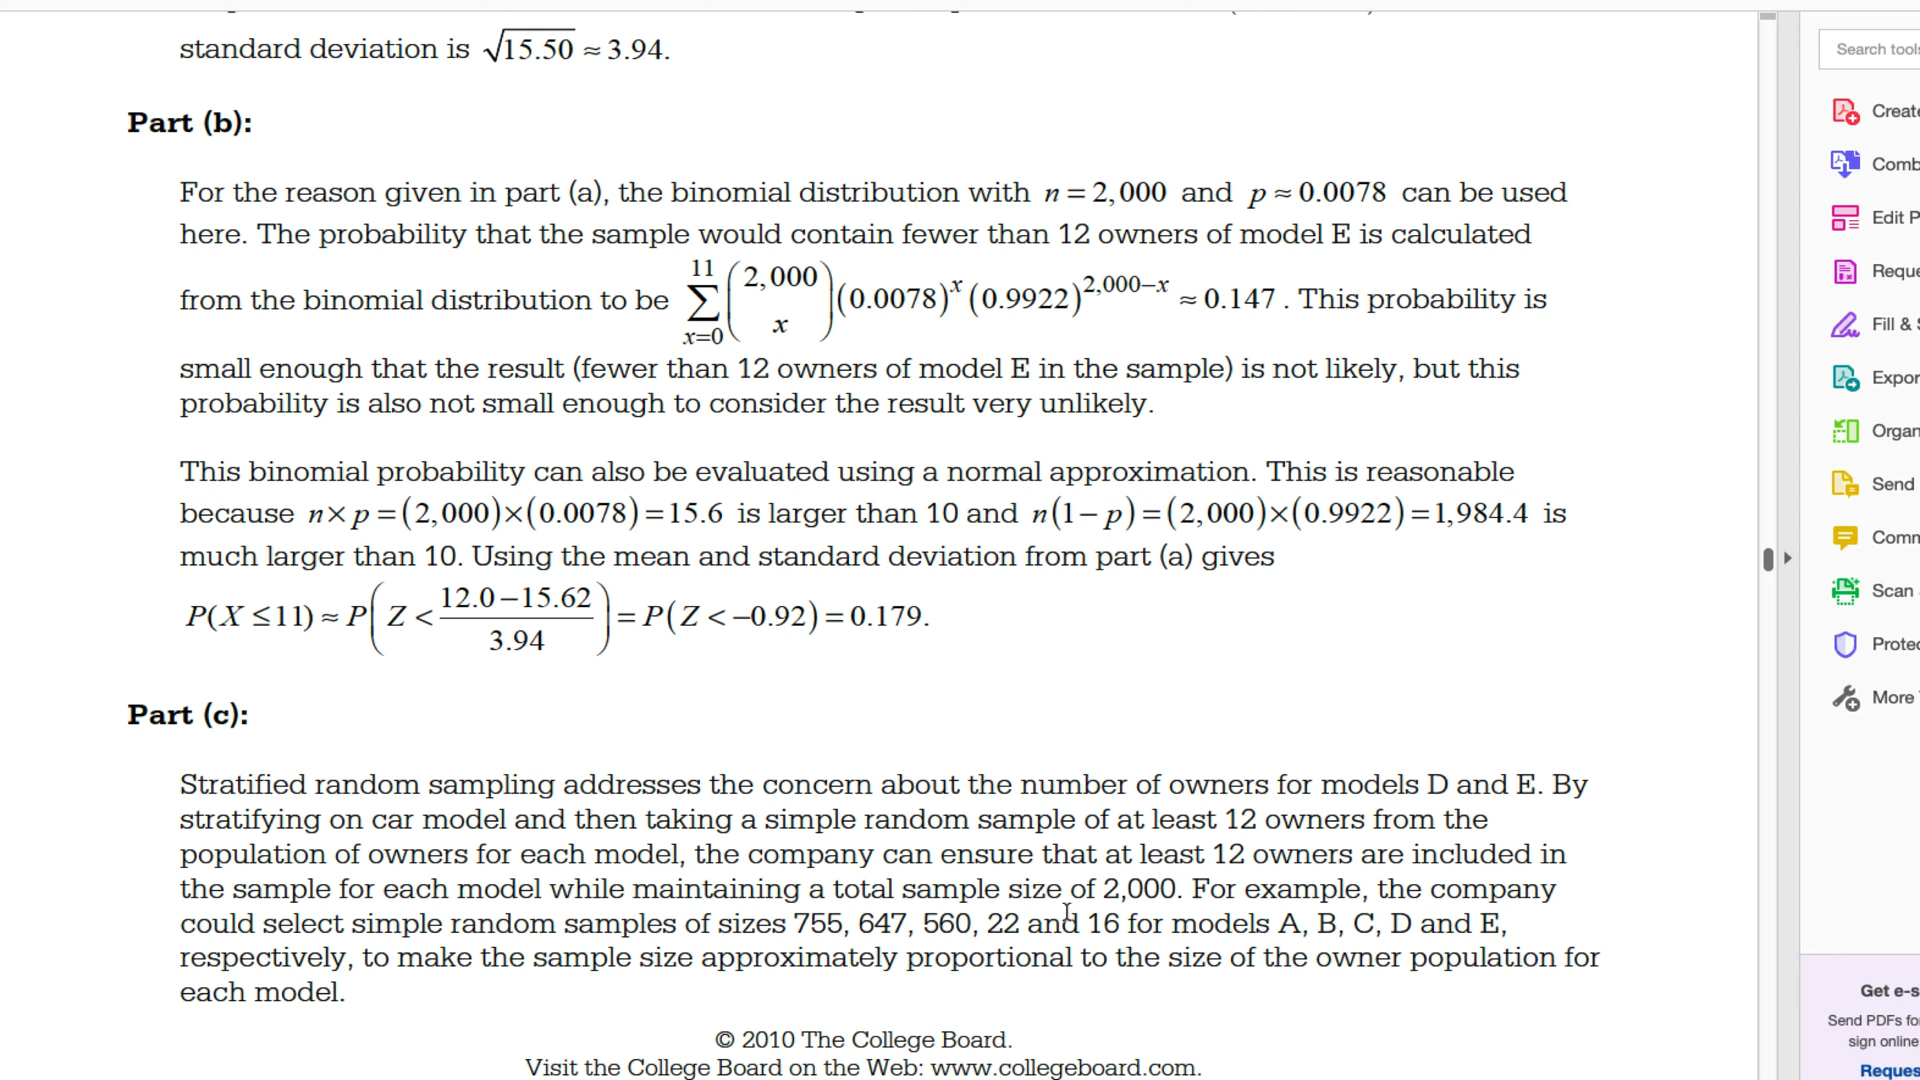 standard deviation is √15.50 ≈ 3.94.
Part (b):
For the reason given in part (a), the binomial distribution with n = 2,000 and p ≈ 0.0078 can be used
here. The probability that the sample would contain fewer than 12 owners of model E is calculated
from the binomial distribution to be ∑_{x=0}^{11} (2,000 x) (0.0078)^x (0.9922)^{2,000−x} ≈ 0.147 . This probability is
small enough that the result (fewer than 12 owners of model E in the sample) is not likely, but this
probability is also not small enough to consider the result very unlikely.
This binomial probability can also be evaluated using a normal approximation. This is reasonable
because n × p = (2,000)×(0.0078) = 15.6 is larger than 10 and n(1 − p) = (2,000)×(0.9922) = 1,984.4 is
much larger than 10. Using the mean and standard deviation from part (a) gives
P(X ≤ 11) ≈ P(Z < (12.0 − 15.62)/3.94) = P(Z < −0.92) = 0.179.
Part (c):
Stratified random sampling addresses the concern about the number of owners for models D and E. By
stratifying on car model and then taking a simple random sample of at least 12 owners from the
population of owners for each model, the company can ensure that at least 12 owners are included in
the sample for each model while maintaining a total sample size of 2,000. For example, the company
could select simple random samples of sizes 755, 647, 560, 22 and 16 for models A, B, C, D and E,
respectively, to make the sample size approximately proportional to the size of the owner population for
each model.
© 2010 The College Board.
Visit the College Board on the Web: www.collegeboard.com.
Search tools
Create
Comb
Edit P
Reque
Fill & S
Expor
Organ
Send
Comm
Scan
Protec
More T
Get e-s
Send PDFs fo
sign online
Reques